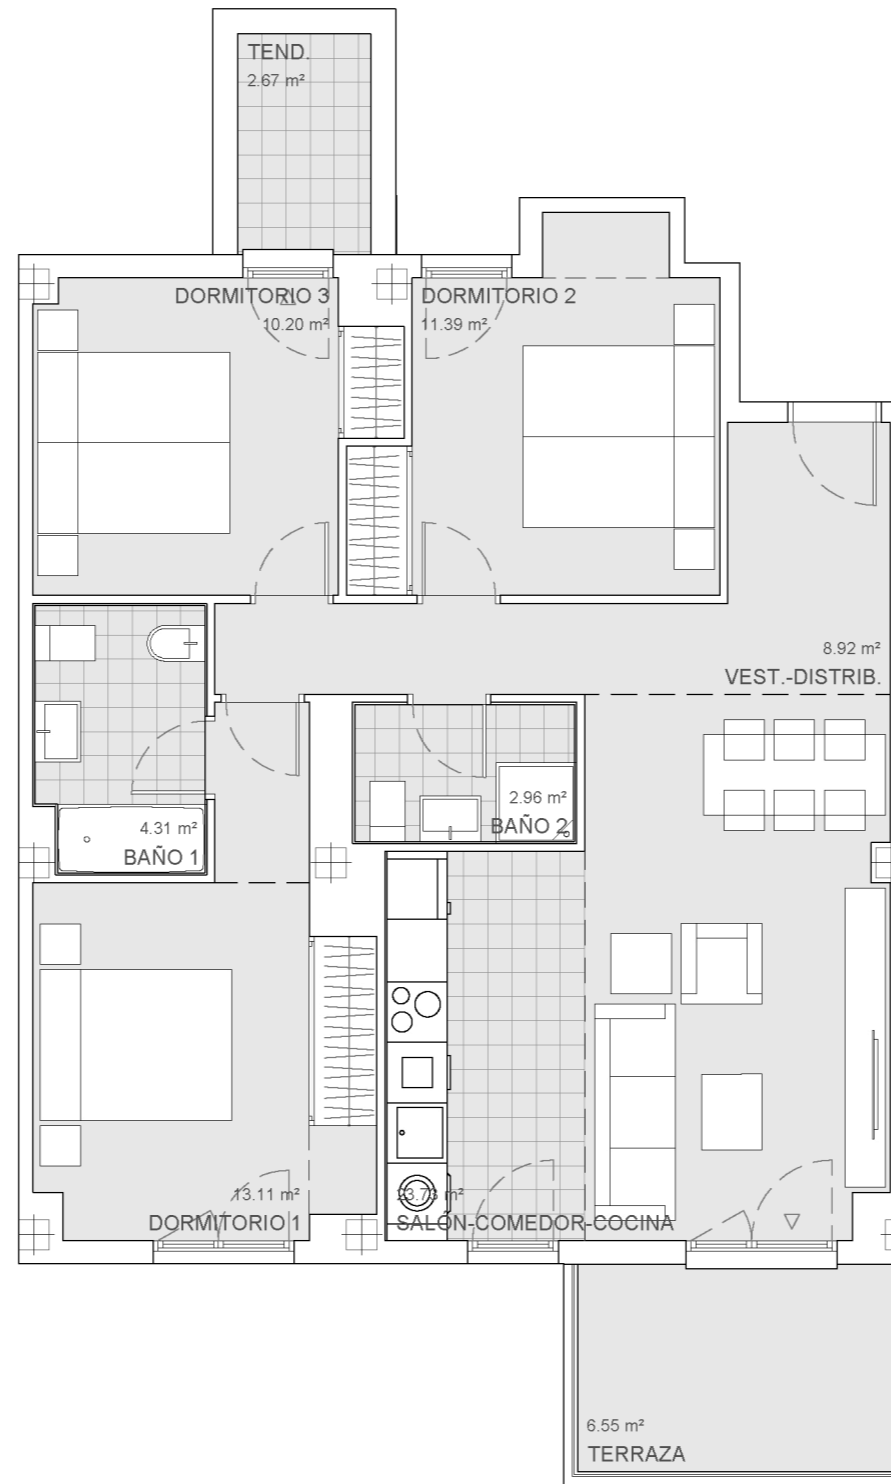 TEND.
2.67 m²
DORMITORIO 3
10.20 m²
DORMITORIO 2
11.39 m²
8.92 m²
VEST.-DISTRIB.
2.96 m²
BAÑO 2
4.31 m²
BAÑO 1
13.11 m²
DORMITORIO 1
23.73 m²
SALÓN-COMEDOR-COCINA
6.55 m²
TERRAZA